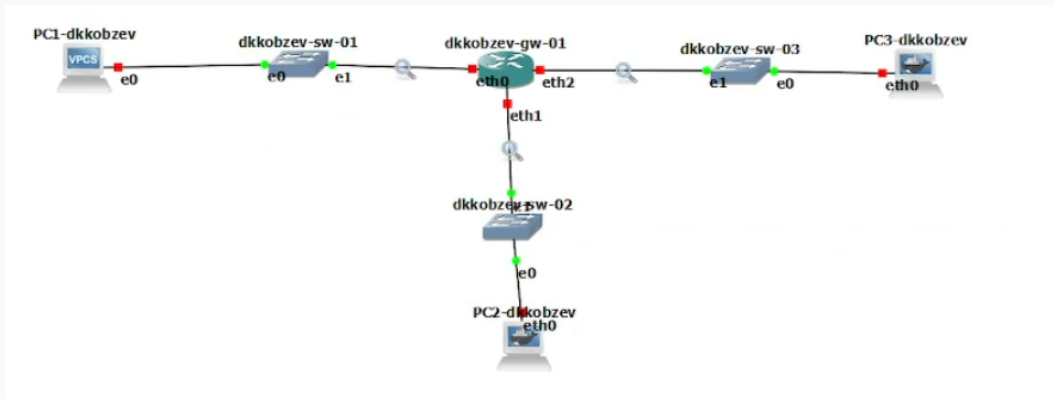 PC1-dkkobzev
VPCS
e0
dkkobzev-sw-01
e0
e1
dkkobzev-gw-01
eth0
eth2
eth1
dkkobzev-sw-03
e1
e0
PC3-dkkobzev
eth0
dkkobzev-sw-02
e0
PC2-dkkobzev
eth0